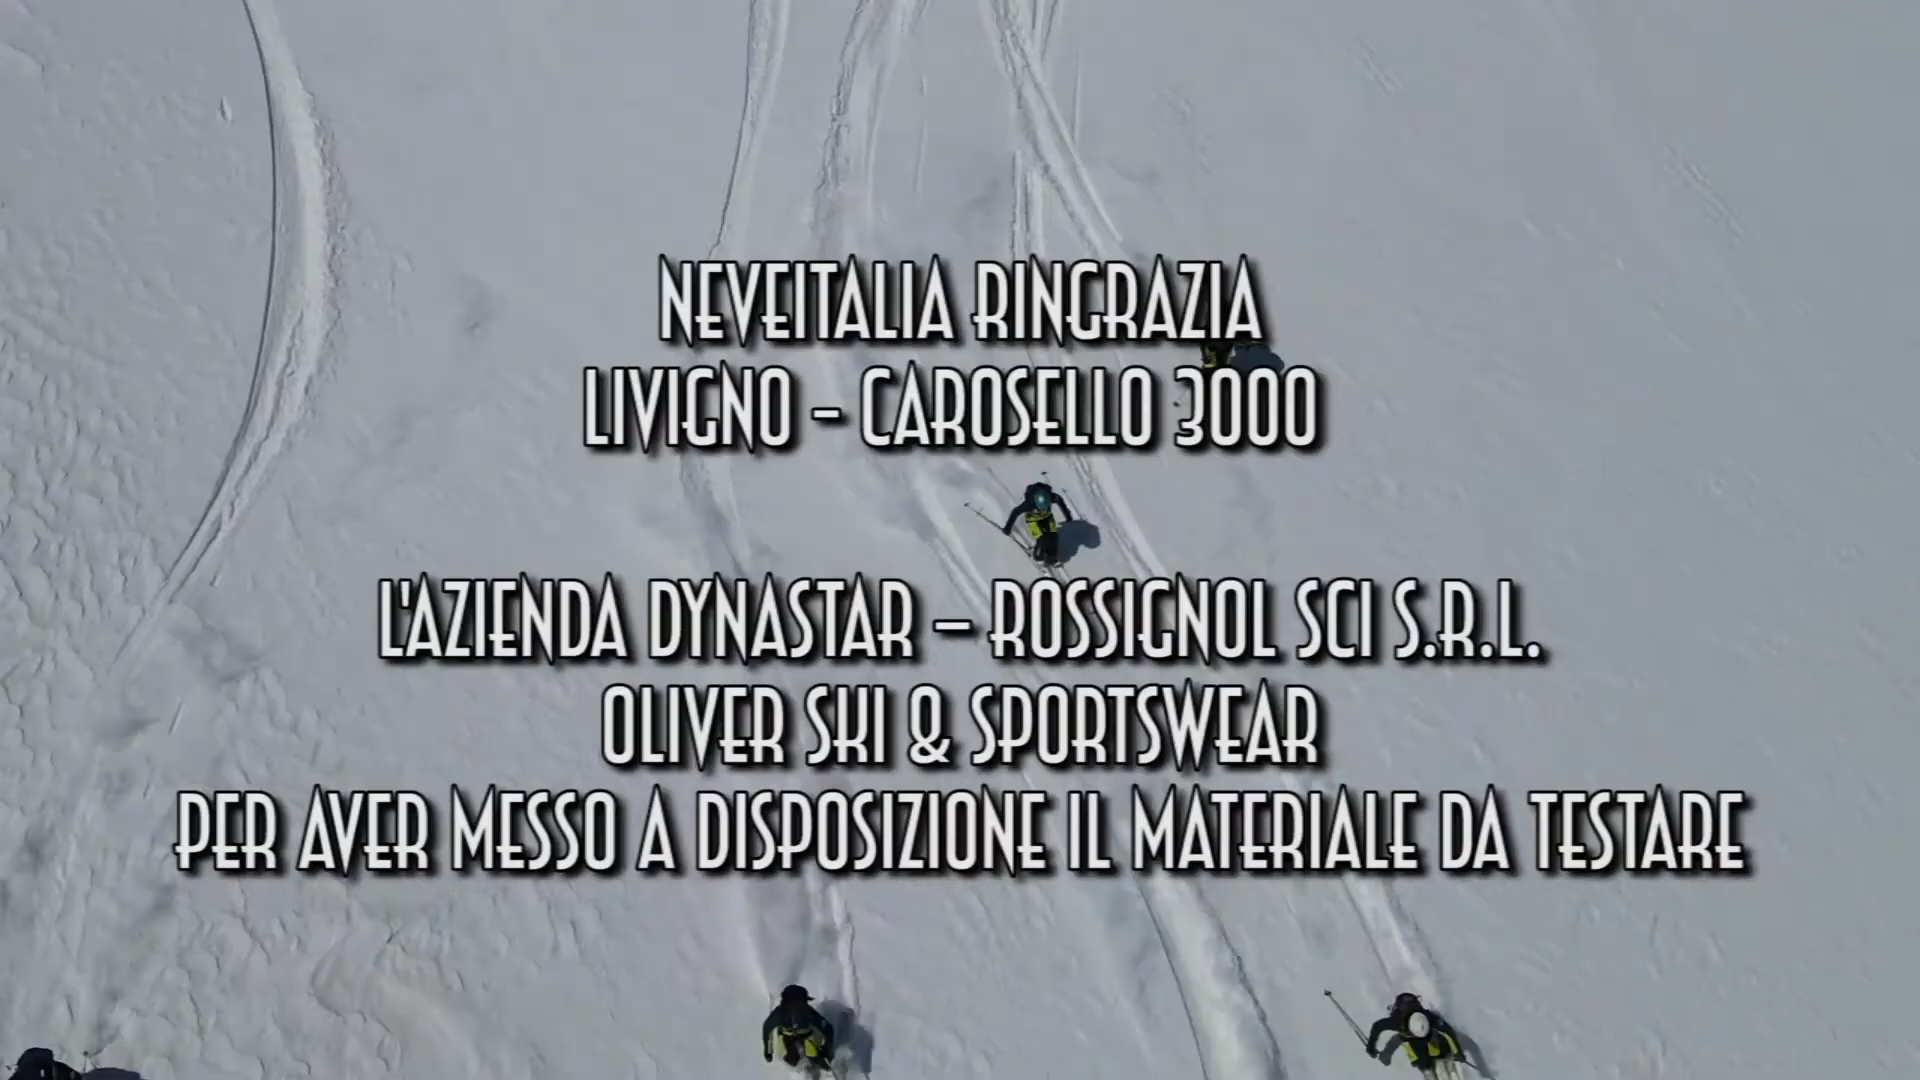 NEVEITALIA RINGRAZIA
LIVIGNO - CAROSELLO 3000
L'AZIENDA DYNASTAR – ROSSIGNOL SCI S.R.L.
OLIVER SKI & SPORTSWEAR
PER AVER MESSO A DISPOSIZIONE IL MATERIALE DA TESTARE